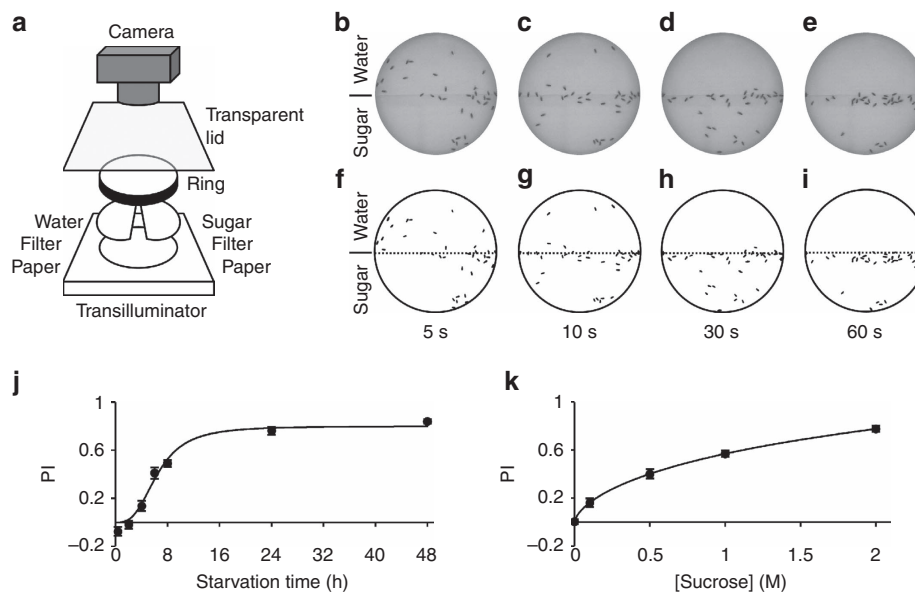 a
Camera
Transparent
lid
Ring
Water
Filter
Paper
Sugar
Filter
Paper
Transilluminator
b
c
d
e
Water
Sugar
f
g
h
i
Water
Sugar
5 s
10 s
30 s
60 s
j
1
0.6
0.2
–0.2
PI
0
8
16
24
32
40
48
Starvation time (h)
k
1
0.6
0.2
–0.2
PI
0
0.5
1
1.5
2
[Sucrose] (M)